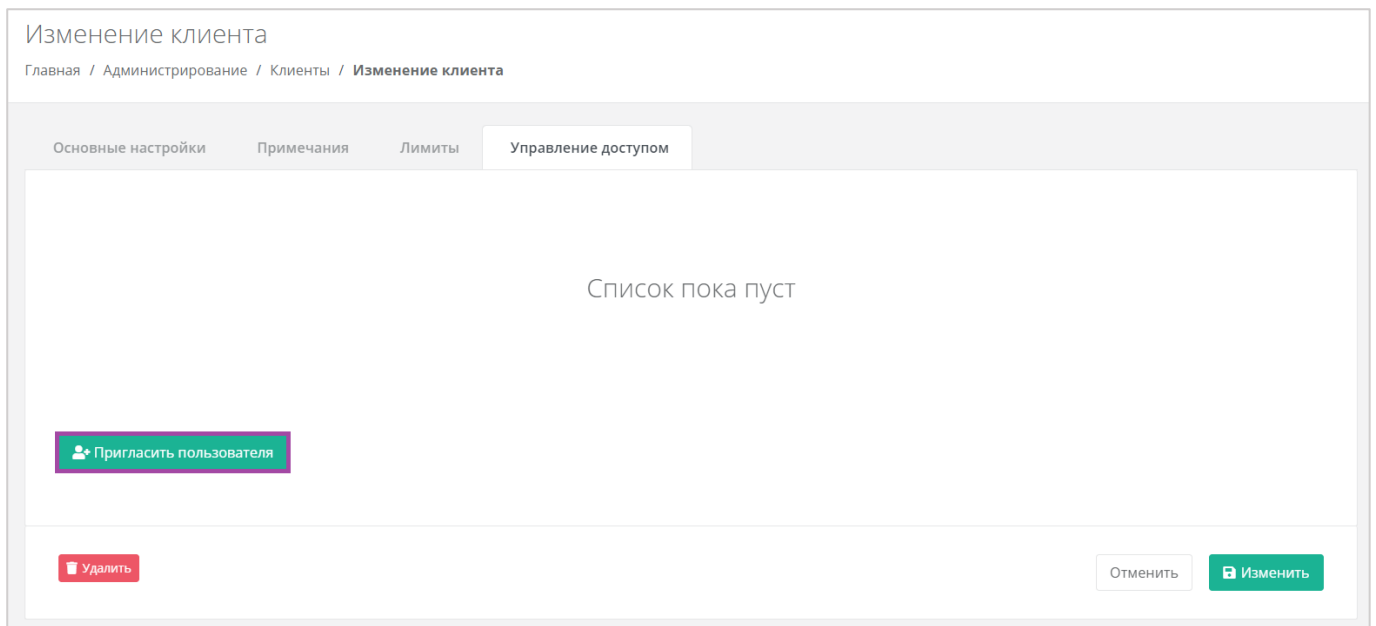 Изменение клиента
Главная / Администрирование / Клиенты / Изменение клиента
Основные настройки Примечания Лимиты Управление доступом
Список пока пуст
Пригласить пользователя
Удалить Отменить Изменить